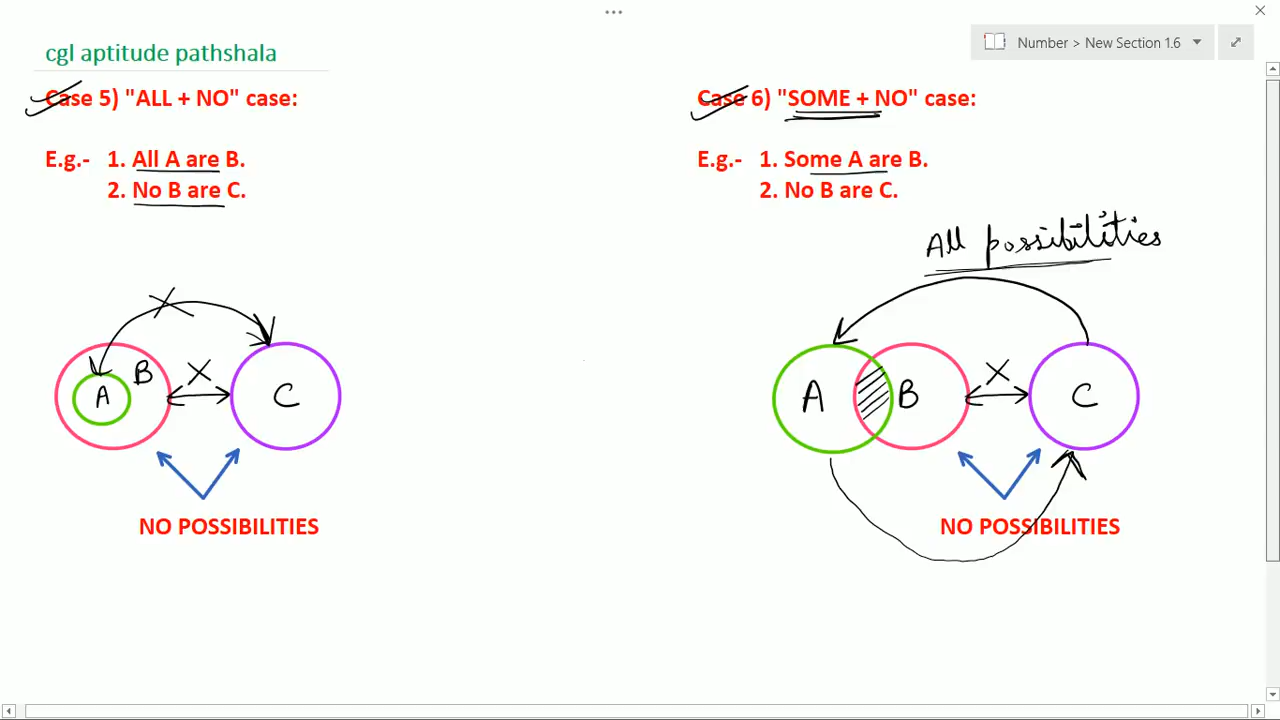 cgl aptitude pathshala
Number > New Section 1.6
Case 5) "ALL + NO" case:
E.g.- 1. All A are B.
2. No B are C.
A
B
X
C
NO POSSIBILITIES
Case 6) "SOME + NO" case:
E.g.- 1. Some A are B.
2. No B are C.
All possibilities
A
B
X
C
NO POSSIBILITIES